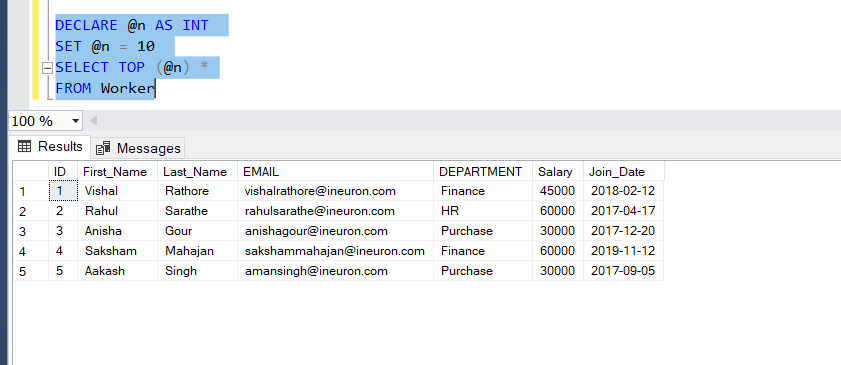 DECLARE @n AS INT
SET @n = 10
SELECT TOP (@n) *
FROM Worker
100 %
Results Messages
ID First_Name Last_Name EMAIL DEPARTMENT Salary Join_Date
1 1 Vishal Rathore vishalrathore@ineuron.com Finance 45000 2018-02-12
2 2 Rahul Sarathe rahulsarathe@ineuron.com HR 60000 2017-04-17
3 3 Anisha Gour anishagour@ineuron.com Purchase 30000 2017-12-20
4 4 Saksham Mahajan sakshammahajan@ineuron.com Finance 60000 2019-11-12
5 5 Aakash Singh amansingh@ineuron.com Purchase 30000 2017-09-05